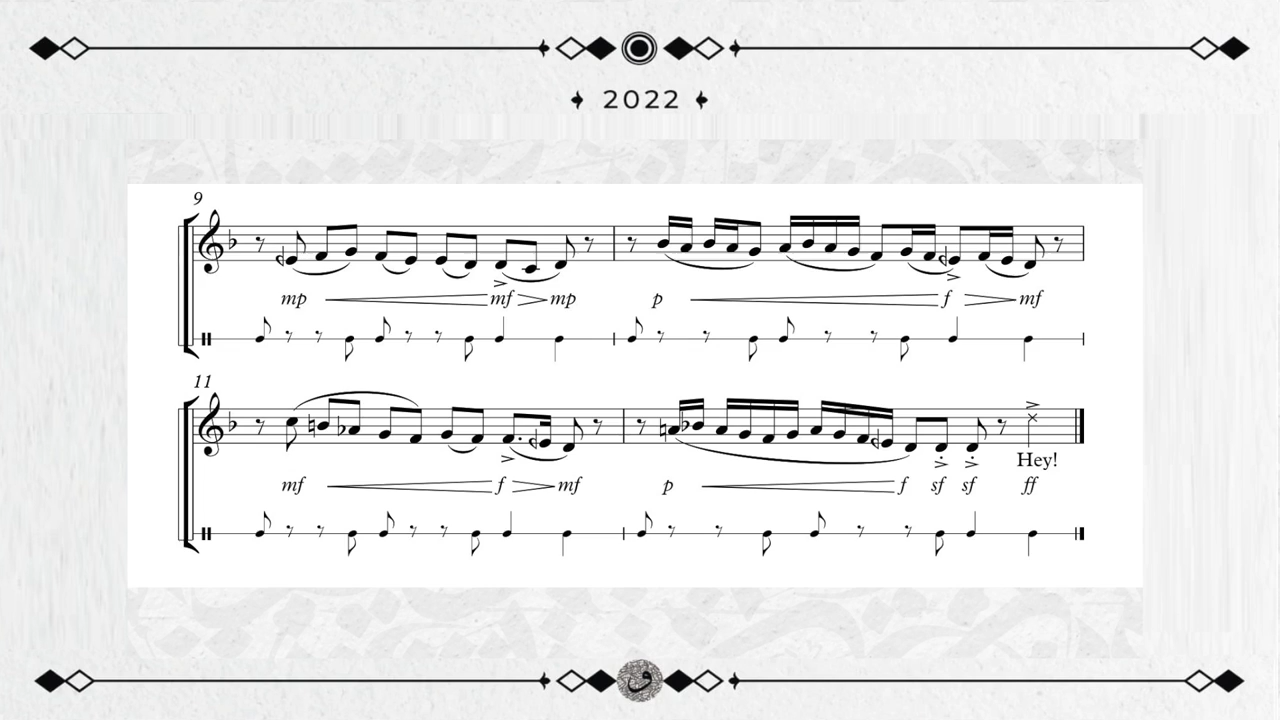 2022
9
mp mf mp p f mf
11
Hey!
mf f mf p f sf sf ff
و